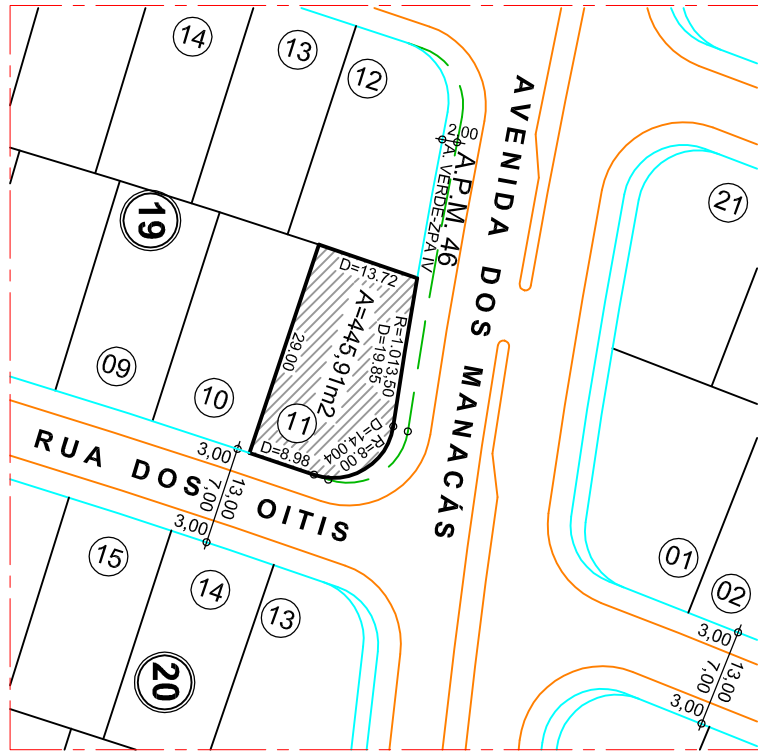 14
13
12
AVENIDA DOS MANACÁS
2,00
A.P.M. 46
A. VERDE-ZPA IV
21
19
D=13.72
R=1.013,50
D=19.85
A=445,91m2
29.00
09
10
11
R=8.00
D=14.004
D=8.98
RUA DOS OITIS
3,00
13,00
7,00
3,00
15
14
13
20
01
02
3,00
13,00
7,00
3,00